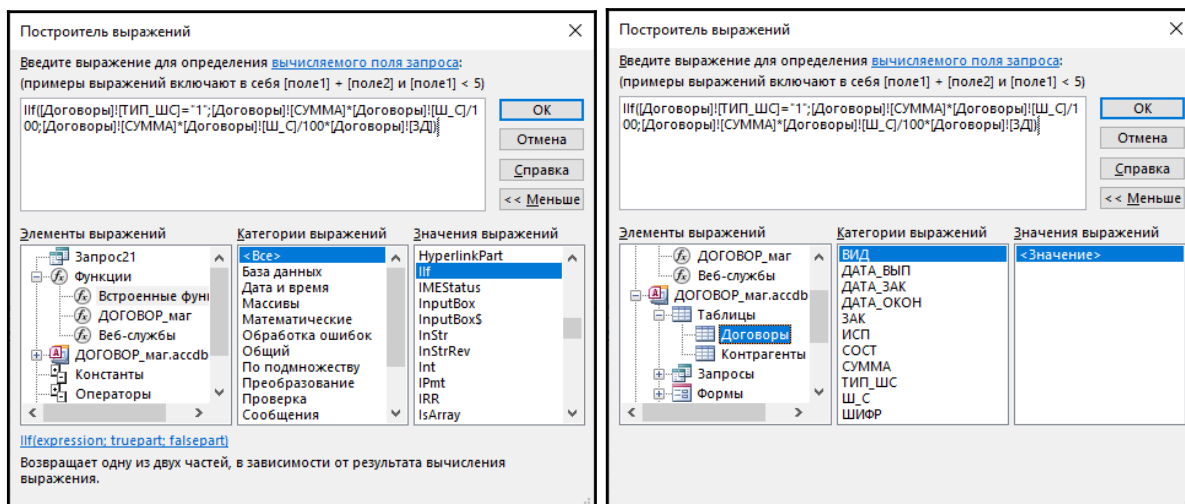 Построитель выражений
Введите выражение для определения вычисляемого поля запроса:
(примеры выражений включают в себя [поле1] + [поле2] и [поле1] < 5)
IIf([Договоры]![ТИП_ШС]="1";[Договоры]![СУММА]*[Договоры]![Ш_С]/1
00;[Договоры]![СУММА]*[Договоры]![Ш_С]/100*[Договоры]![ЗД])
ОК
Отмена
Справка
<< Меньше
Элементы выражений
Запрос21
Функции
Встроенные функ
ДОГОВОР_маг
Веб-службы
ДОГОВОР_маг.accdb
Константы
Операторы
Категории выражений
<Все>
База данных
Дата и время
Массивы
Математические
Обработка ошибок
Общий
По подмножеству
Преобразование
Проверка
Сообщения
Значения выражений
HyperlinkPart
IIf
IMEStatus
InputBox
InputBox$
InStr
InStrRev
Int
IPmt
IRR
IsArray
IIf(expression; truepart; falsepart)
Возвращает одну из двух частей, в зависимости от результата вычисления
выражения.
Построитель выражений
Введите выражение для определения вычисляемого поля запроса:
(примеры выражений включают в себя [поле1] + [поле2] и [поле1] < 5)
IIf([Договоры]![ТИП_ШС]="1";[Договоры]![СУММА]*[Договоры]![Ш_С]/1
00;[Договоры]![СУММА]*[Договоры]![Ш_С]/100*[Договоры]![ЗД])
ОК
Отмена
Справка
<< Меньше
Элементы выражений
ДОГОВОР_маг
Веб-службы
ДОГОВОР_маг.accdb
Таблицы
Договоры
Контрагенты
Запросы
Формы
Категории выражений
ВИД
ДАТА_ВЫП
ДАТА_ЗАК
ДАТА_ОКОН
ЗАК
ИСП
СОСТ
СУММА
ТИП_ШС
Ш_С
ШИФР
Значения выражений
<Значение>